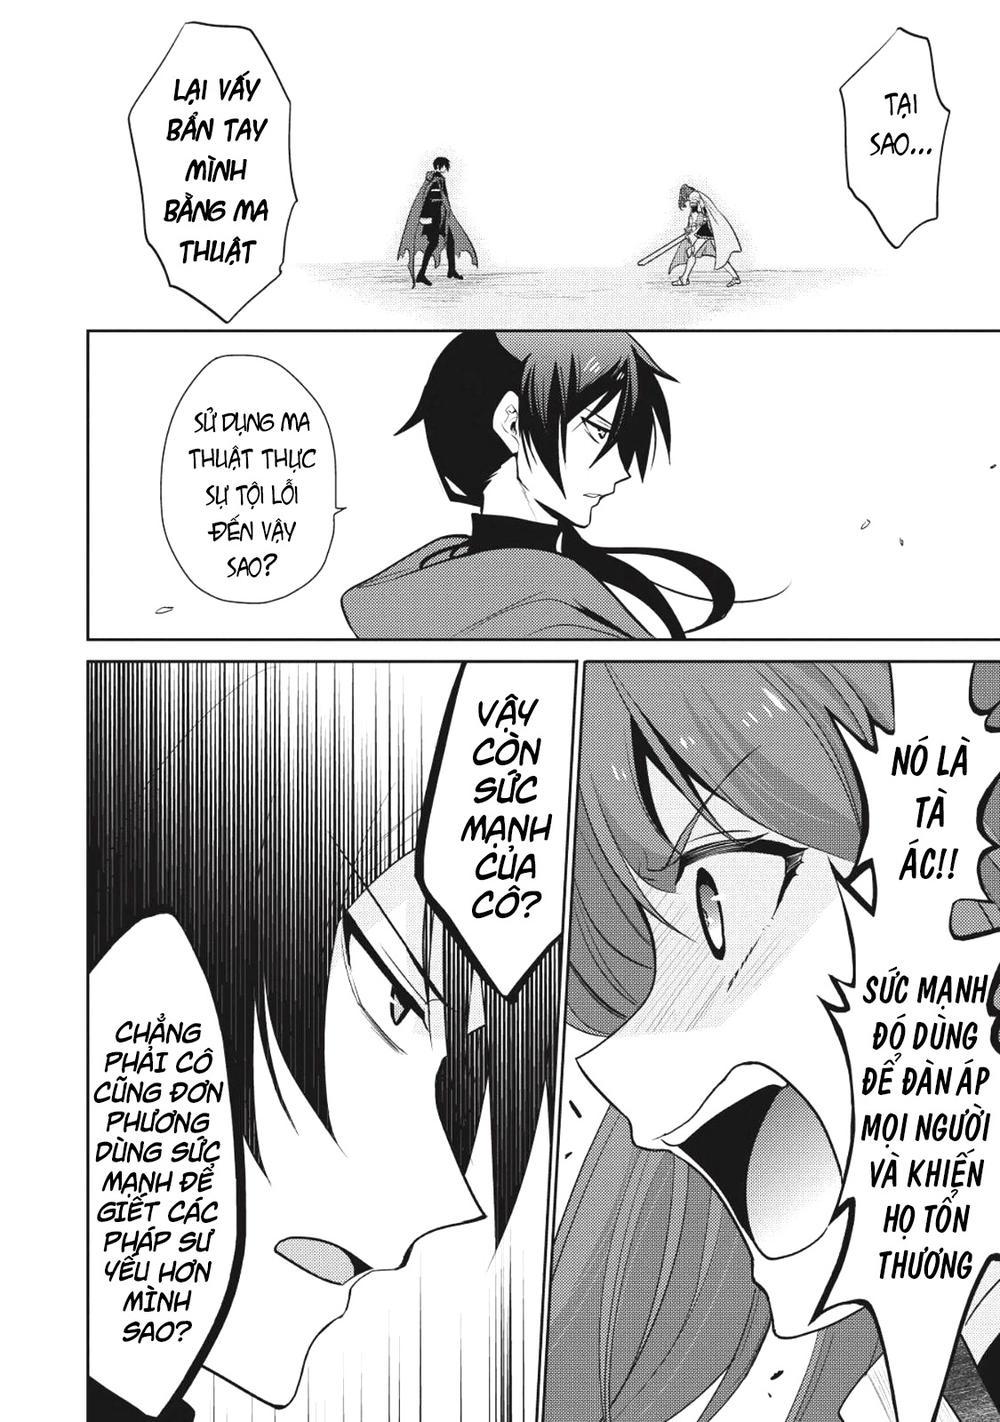 TẠI
SAO...
LẠI VẤY
BẨN TAY
MÌNH
BẰNG MA
THUẬT
SỬ DỤNG MA
THUẬT THỰC
SỰ TỘI LỖI
ĐẾN VẬY
SAO?
NÓ LÀ
TÀ
ÁC!!
SỨC MẠNH
ĐÓ DÙNG
ĐỂ ĐÀN ÁP
MỌI NGƯỜI
VÀ KHIẾN
HỌ TỔN
THƯƠNG
VẬY
CÒN
SỨC
MẠNH
CỦA
CÔ?
CHẲNG
PHẢI CÔ
CŨNG ĐƠN
PHƯƠNG
DÙNG SỨC
MẠNH ĐỂ
GIẾT CÁC
PHÁP SƯ
YẾU HƠN
MÌNH
SAO?